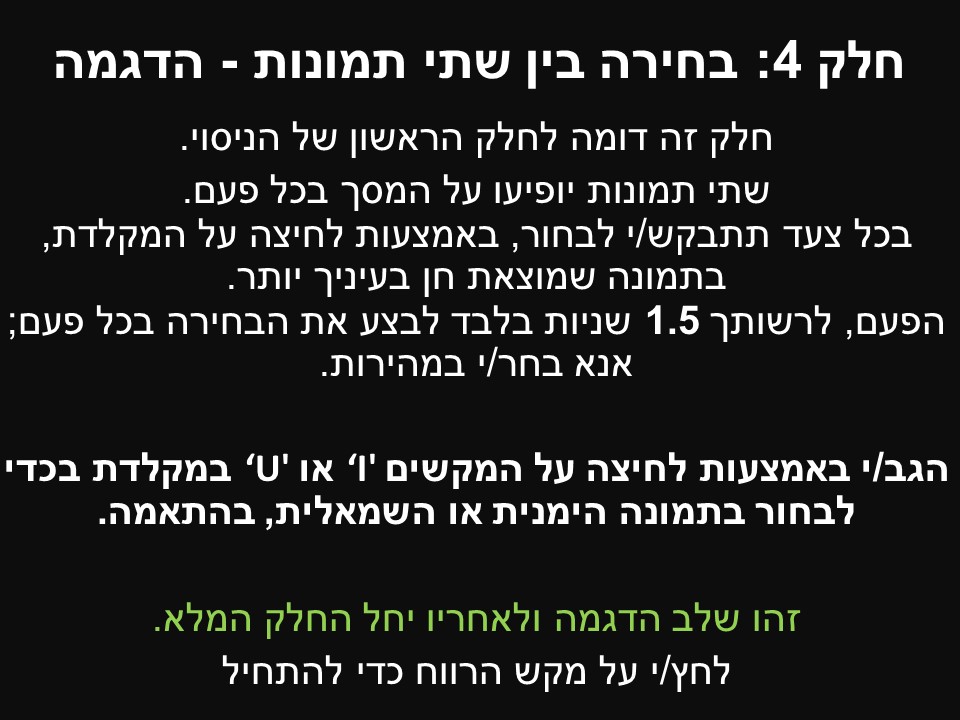 חלק 4: בחירה בין שתי תמונות - הדגמה
חלק זה דומה לחלק הראשון של הניסוי.
שתי תמונות יופיעו על המסך בכל פעם.
בכל צעד תתבקש/י לבחור, באמצעות לחיצה על המקלדת,
בתמונה שמוצאת חן בעיניך יותר.
הפעם, לרשותך 1.5 שניות בלבד לבצע את הבחירה בכל פעם;
אנא בחר/י במהירות.
הגב/י באמצעות לחיצה על המקשים 'I‘ או 'U‘ במקלדת בכדי
לבחור בתמונה הימנית או השמאלית, בהתאמה.
זהו שלב הדגמה ולאחריו יחל החלק המלא.
לחץ/י על מקש הרווח כדי להתחיל